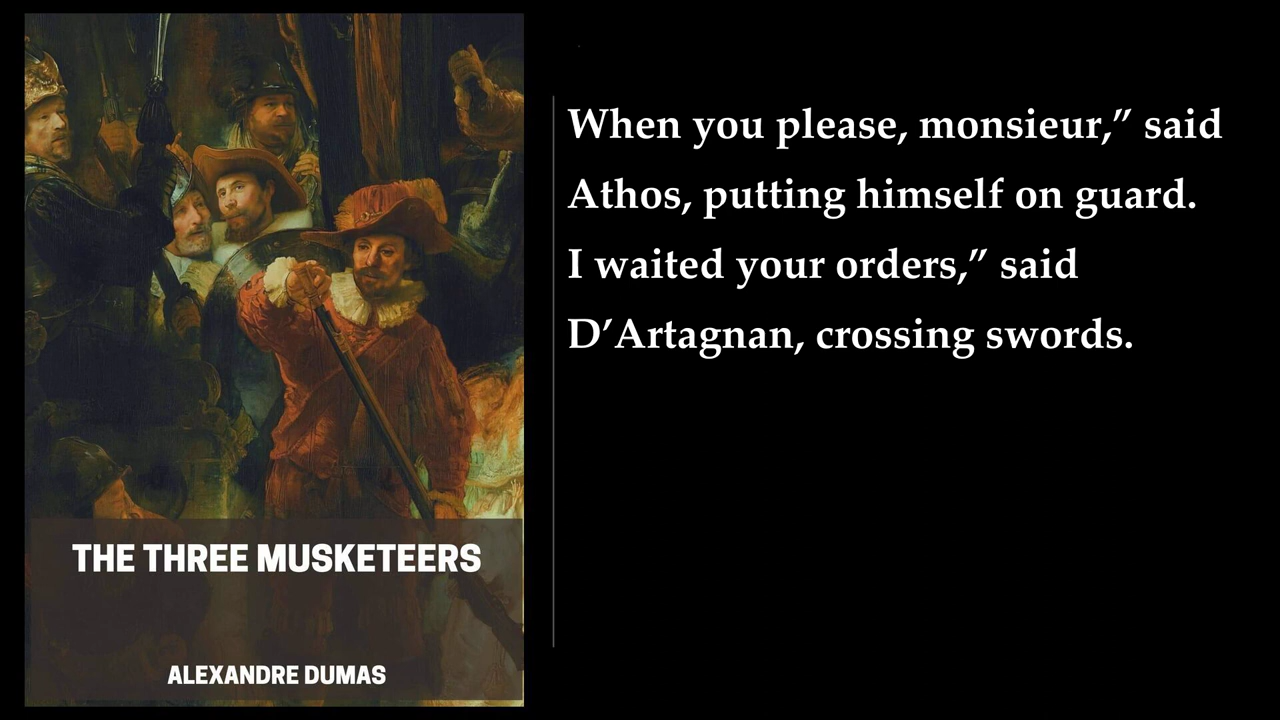 When you please, monsieur,” said
Athos, putting himself on guard.
I waited your orders,” said
D’Artagnan, crossing swords.
THE THREE MUSKETEERS
ALEXANDRE DUMAS